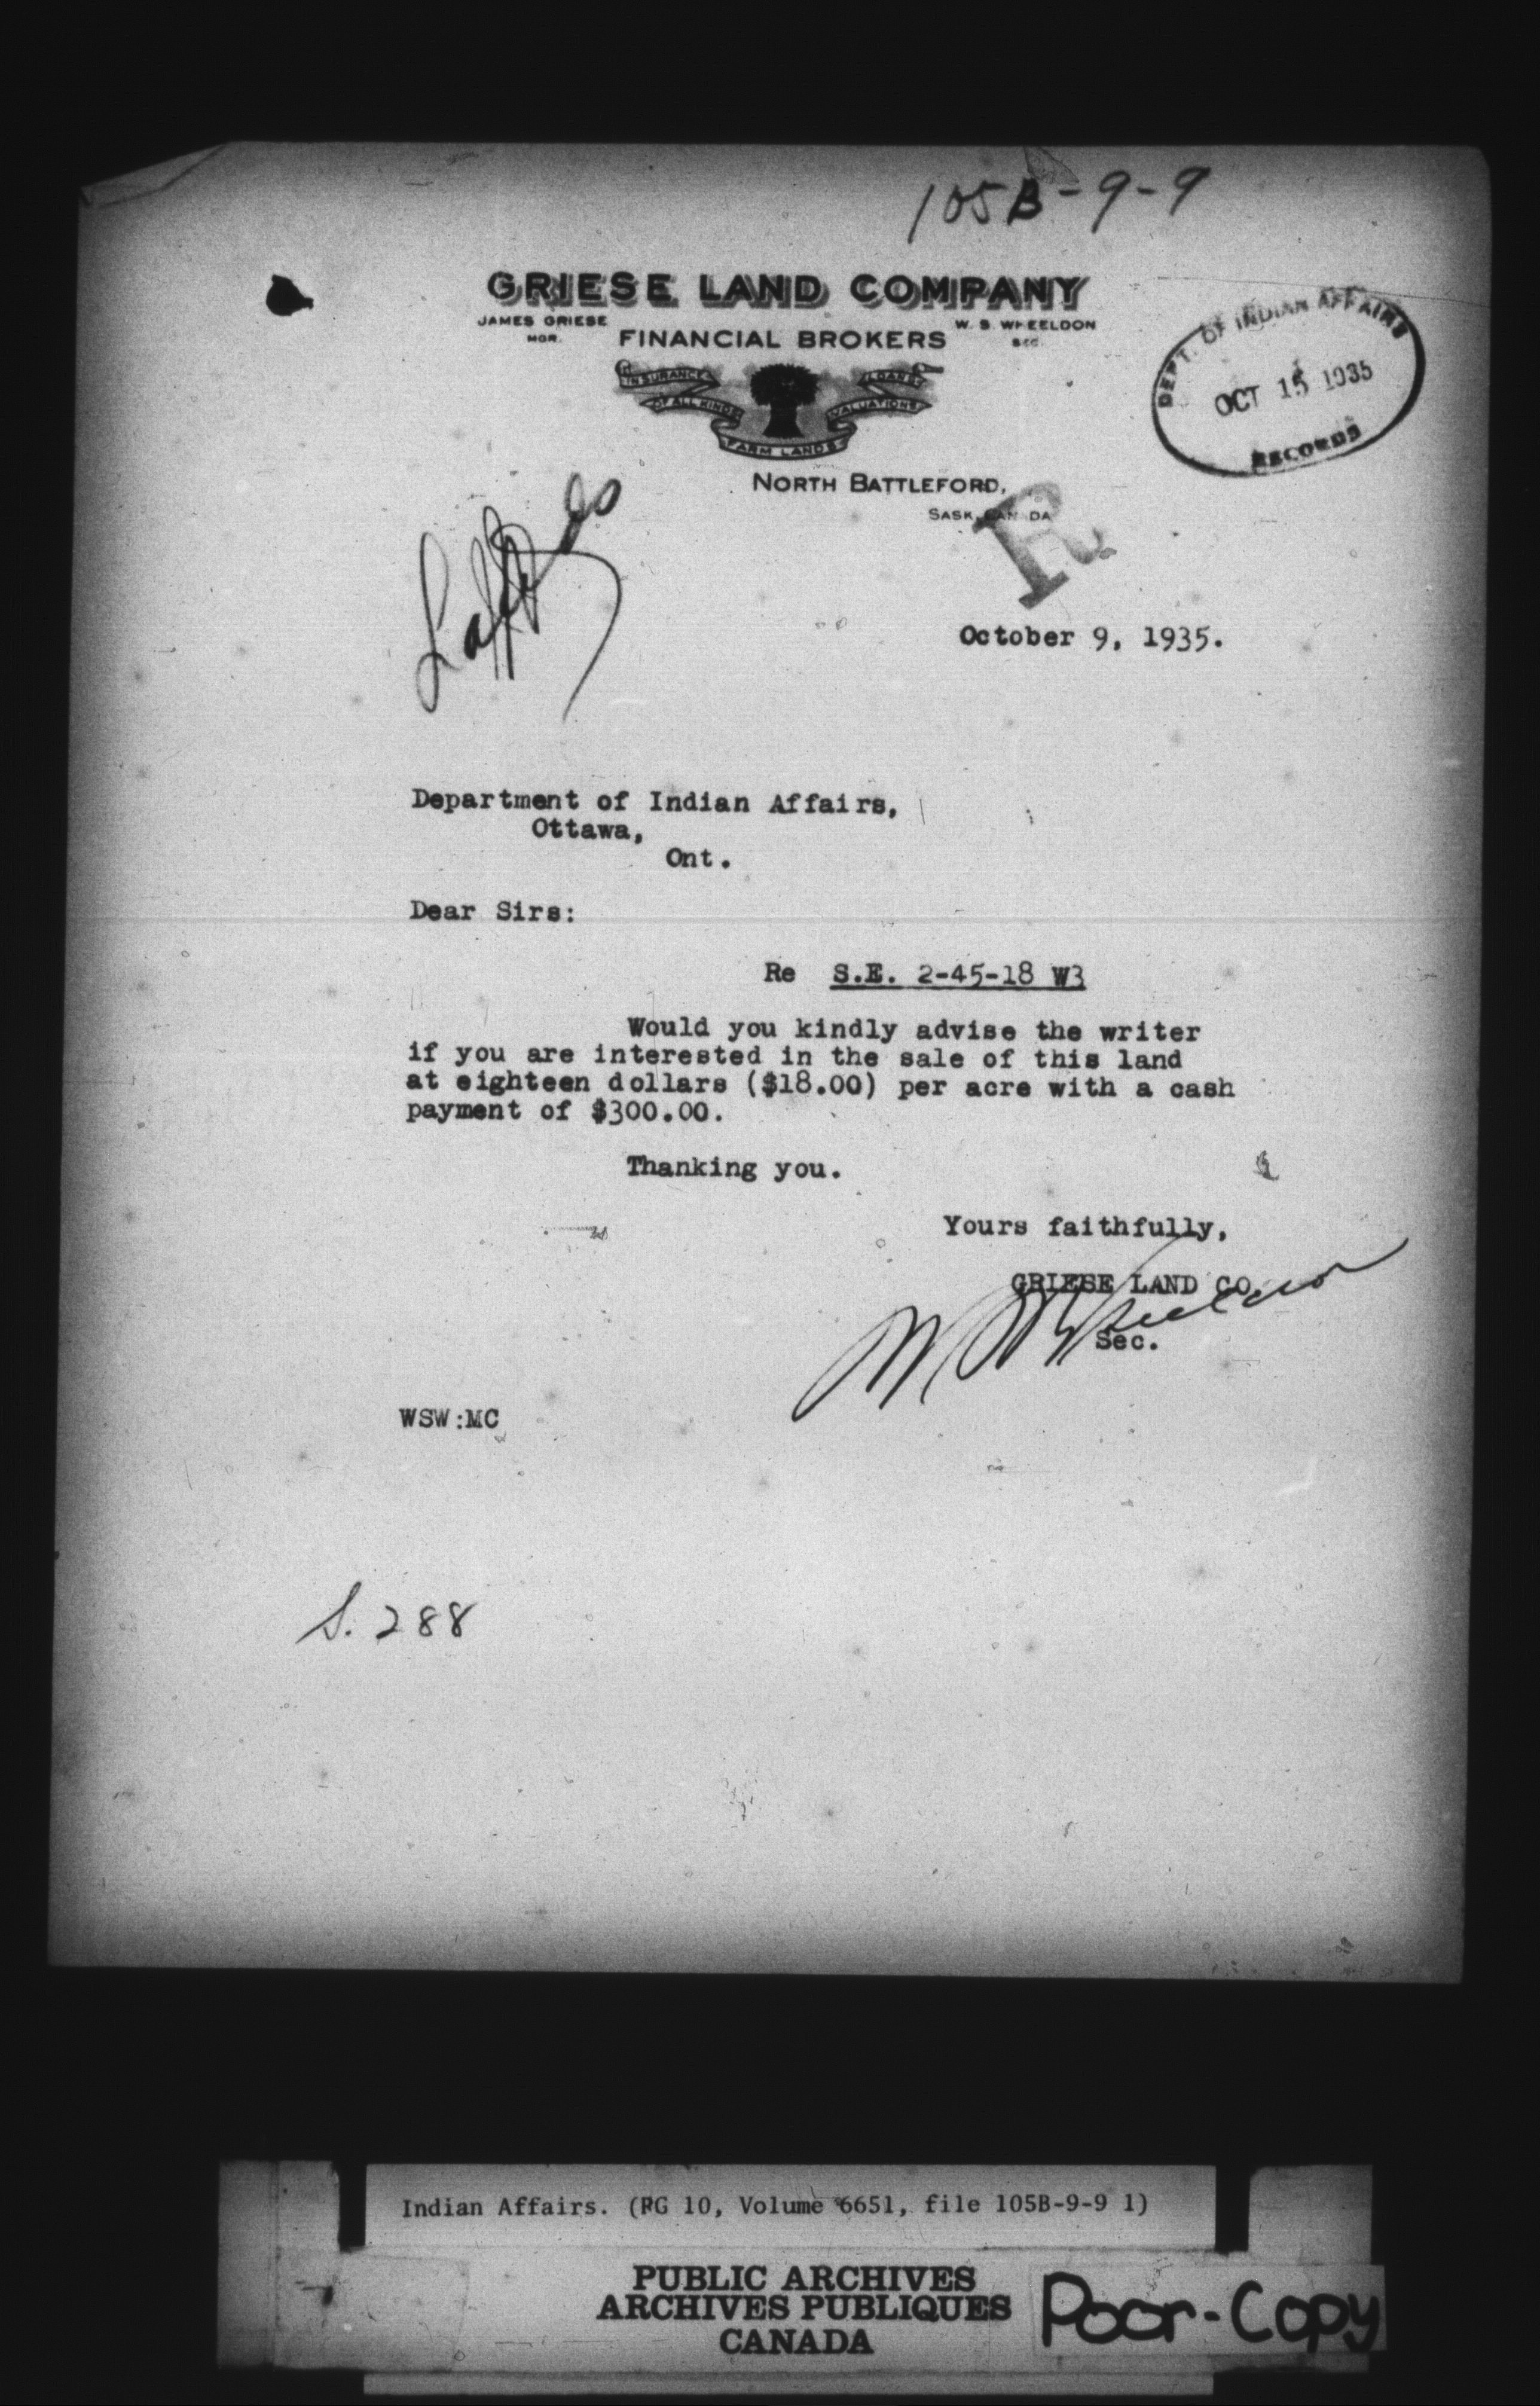 105B-9-9
GRIESE LAND COMPANY
JAMES GRIESE
MGR.
FINANCIAL BROKERS
W. S. WHEELDON
SEC.
INSURANCE
OF ALL KINDS
LOANS
VALUATIONS
FARM LANDS
DEPT. OF INDIAN AFFAIRS
OCT 15 1935
RECORDS
NORTH BATTLEFORD,
SASK. CANADA
R
October 9, 1935.
Department of Indian Affairs,
Ottawa,
Ont.
Dear Sirs:
Re S.E. 2-45-18 W3
Would you kindly advise the writer
if you are interested in the sale of this land
at eighteen dollars ($18.00) per acre with a cash
payment of $300.00.
Thanking you.
Yours faithfully,
GRIESE LAND CO.
W S Wheeldon
Sec.
WSW:MC
S. 288
Indian Affairs. (RG 10, Volume 6651, file 105B-9-9 1)
PUBLIC ARCHIVES
ARCHIVES PUBLIQUES
CANADA
Poor-Copy